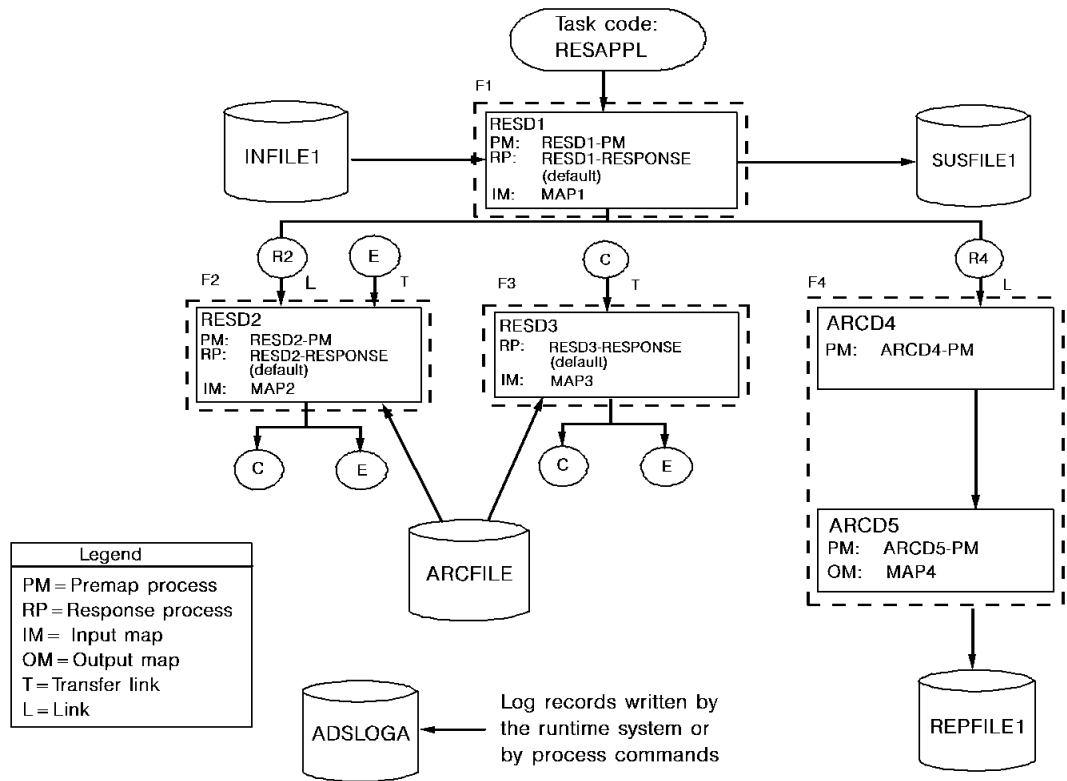 Task code:
RESAPPL
F1
INFILE1
RESD1
PM: RESD1-PM
RP: RESD1-RESPONSE
(default)
IM: MAP1
SUSFILE1
R2
E
C
R4
F2
L
T
F3
T
F4
L
RESD2
PM: RESD2-PM
RP: RESD2-RESPONSE
(default)
IM: MAP2
RESD3
RP: RESD3-RESPONSE
(default)
IM: MAP3
ARCD4
PM: ARCD4-PM
C
E
C
E
ARCD5
PM: ARCD5-PM
OM: MAP4
ARCFILE
Legend
PM = Premap process
RP = Response process
IM = Input map
OM = Output map
T = Transfer link
L = Link
ADSLOGA
Log records written by
the runtime system or
by process commands
REPFILE1